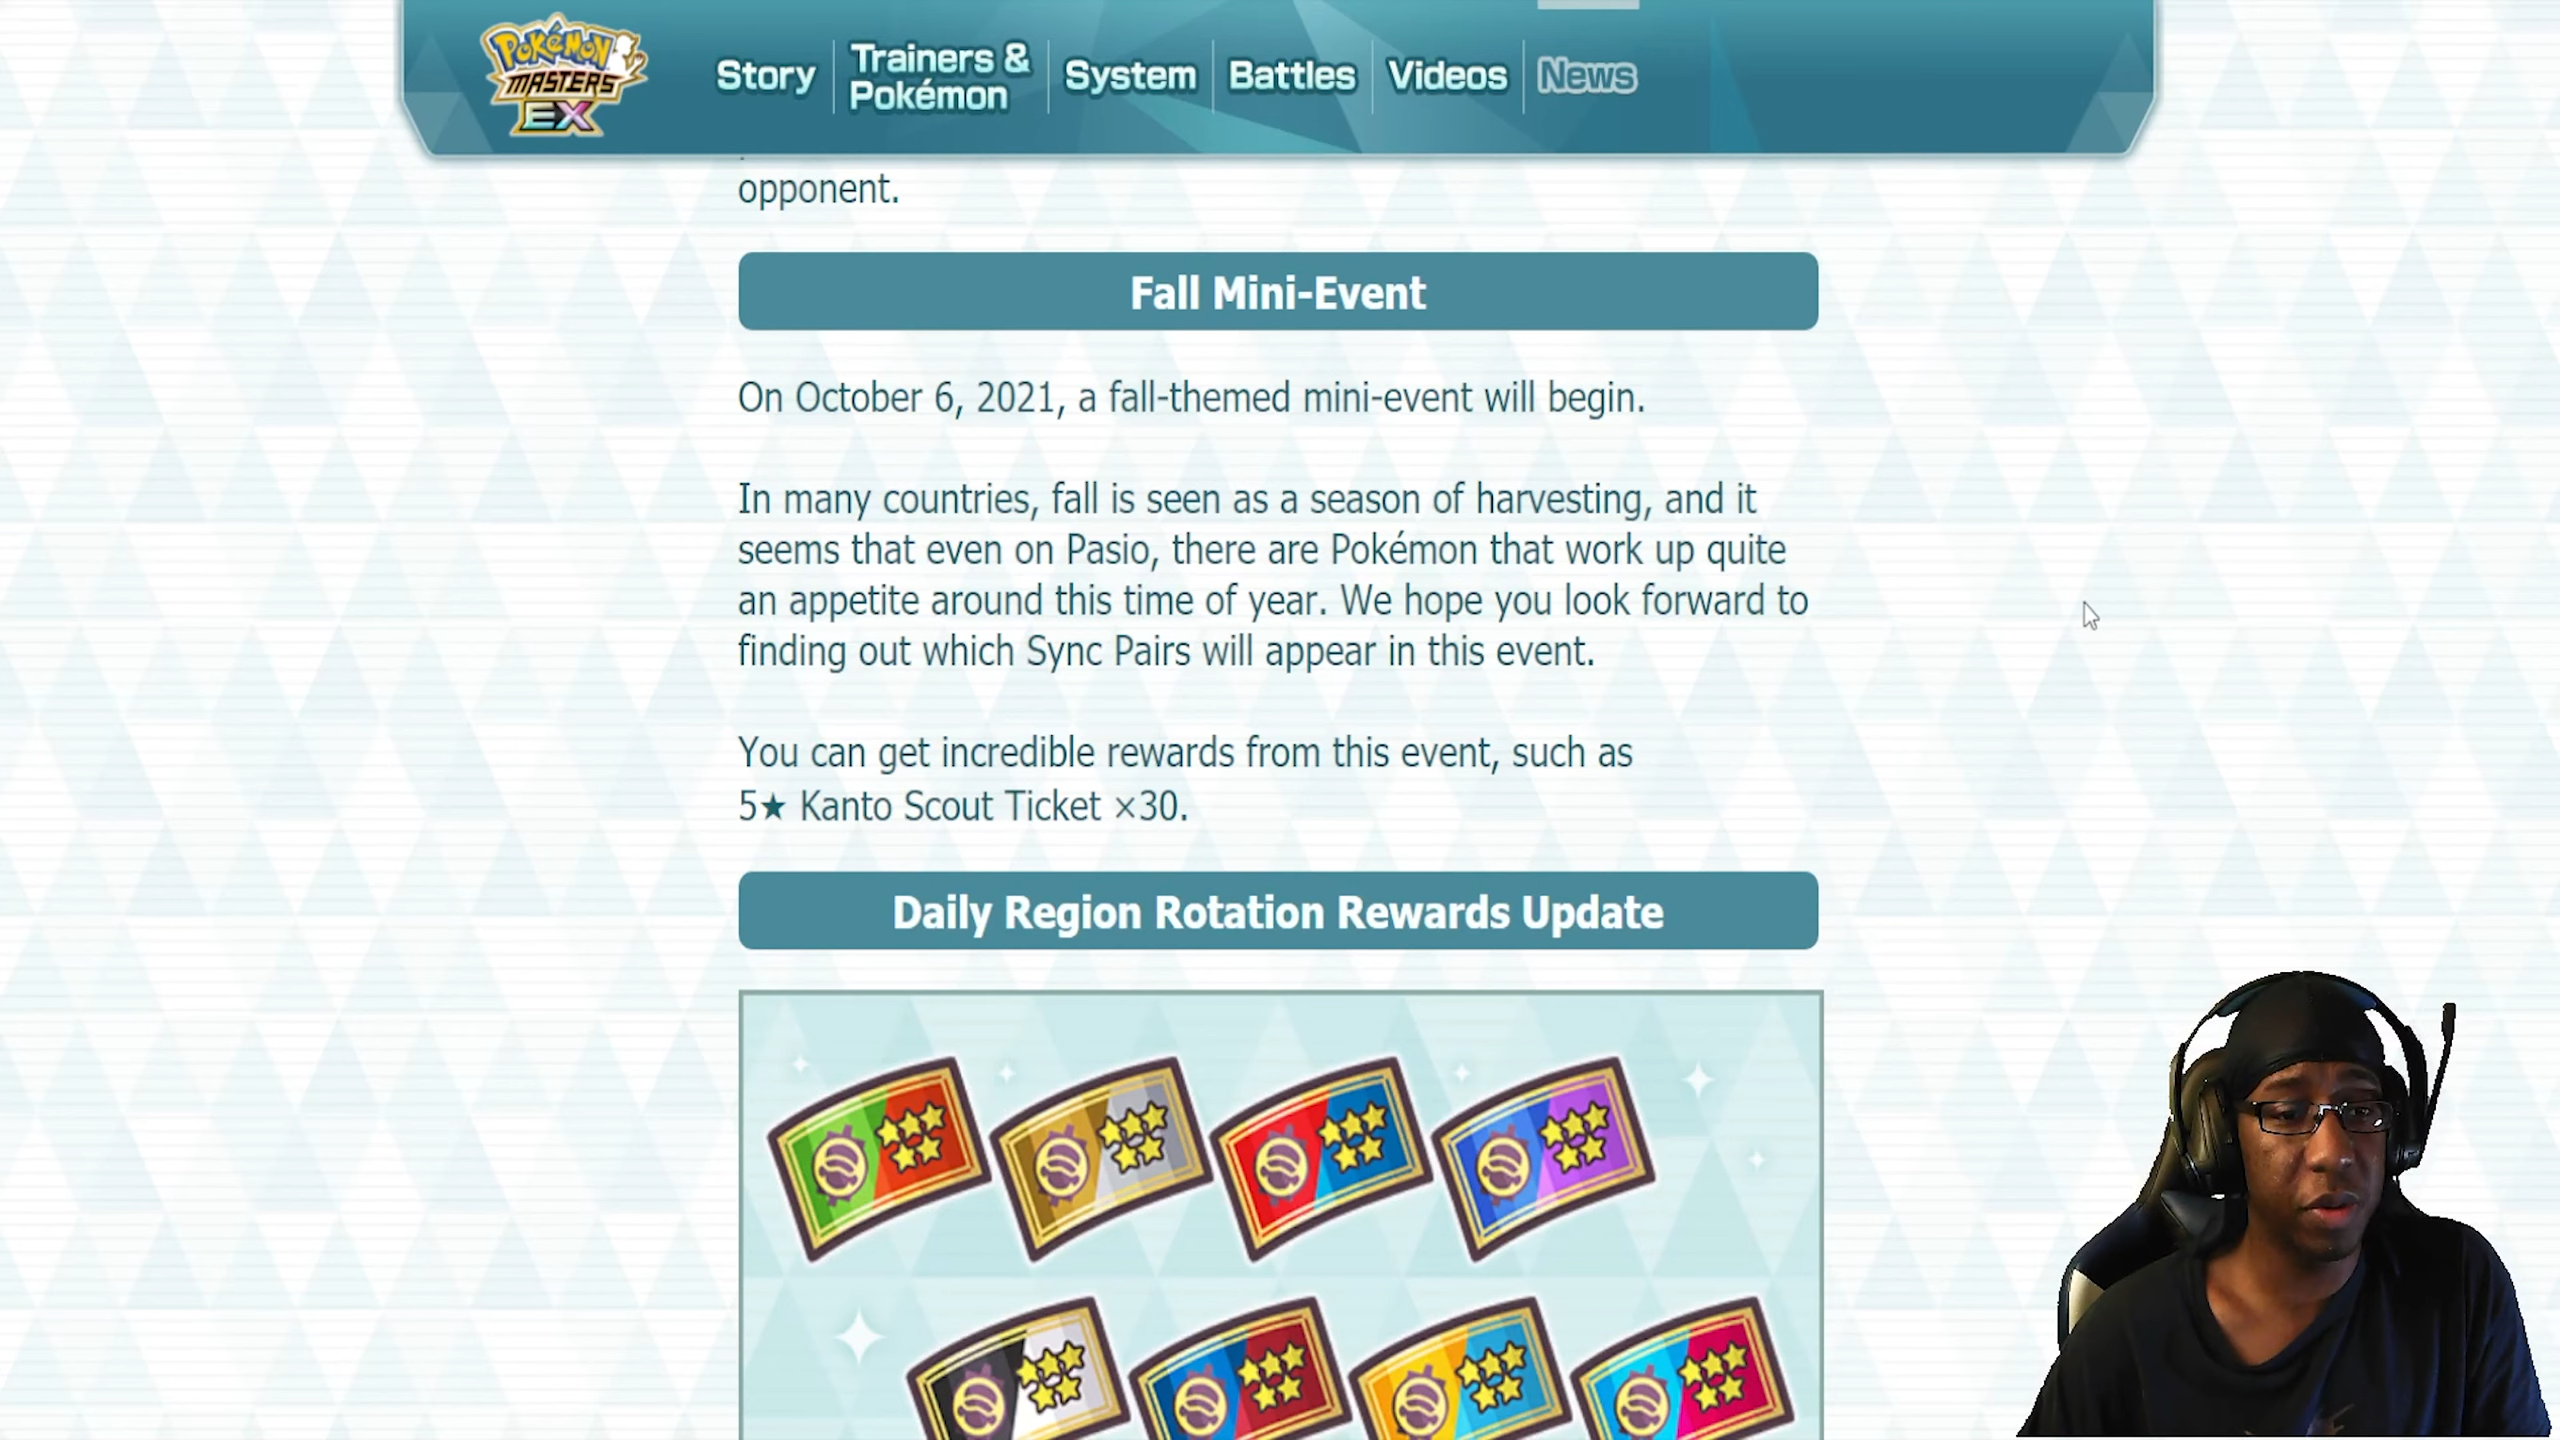 Pokémon
MASTERS
EX
Story
Trainers &
Pokémon
System
Battles
Videos
News
opponent.
Fall Mini-Event
On October 6, 2021, a fall-themed mini-event will begin.
In many countries, fall is seen as a season of harvesting, and it
seems that even on Pasio, there are Pokémon that work up quite
an appetite around this time of year. We hope you look forward to
finding out which Sync Pairs will appear in this event.
You can get incredible rewards from this event, such as
5★ Kanto Scout Ticket ×30.
Daily Region Rotation Rewards Update